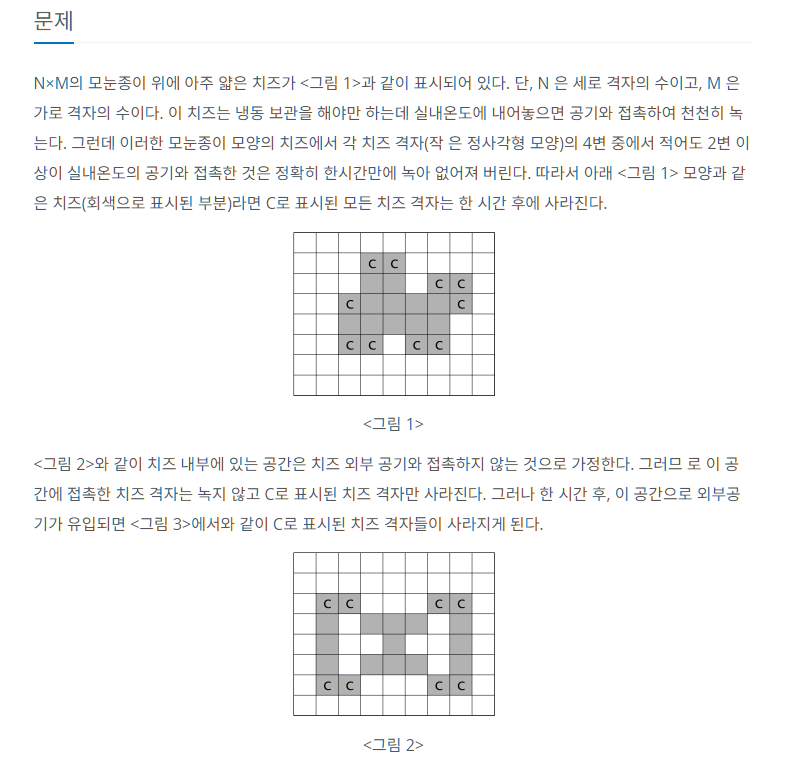 문제
N×M의 모눈종이 위에 아주 얇은 치즈가 <그림 1>과 같이 표시되어 있다. 단, N 은 세로 격자의 수이고, M 은
가로 격자의 수이다. 이 치즈는 냉동 보관을 해야만 하는데 실내온도에 내어놓으면 공기와 접촉하여 천천히 녹
는다. 그런데 이러한 모눈종이 모양의 치즈에서 각 치즈 격자(작 은 정사각형 모양)의 4변 중에서 적어도 2변 이
상이 실내온도의 공기와 접촉한 것은 정확히 한시간만에 녹아 없어져 버린다. 따라서 아래 <그림 1> 모양과 같
은 치즈(회색으로 표시된 부분)라면 C로 표시된 모든 치즈 격자는 한 시간 후에 사라진다.
C C
C C
C C
C C C C
<그림 1>
<그림 2>와 같이 치즈 내부에 있는 공간은 치즈 외부 공기와 접촉하지 않는 것으로 가정한다. 그러므 로 이 공
간에 접촉한 치즈 격자는 녹지 않고 C로 표시된 치즈 격자만 사라진다. 그러나 한 시간 후, 이 공간으로 외부공
기가 유입되면 <그림 3>에서와 같이 C로 표시된 치즈 격자들이 사라지게 된다.
C C C C
C C C C
<그림 2>